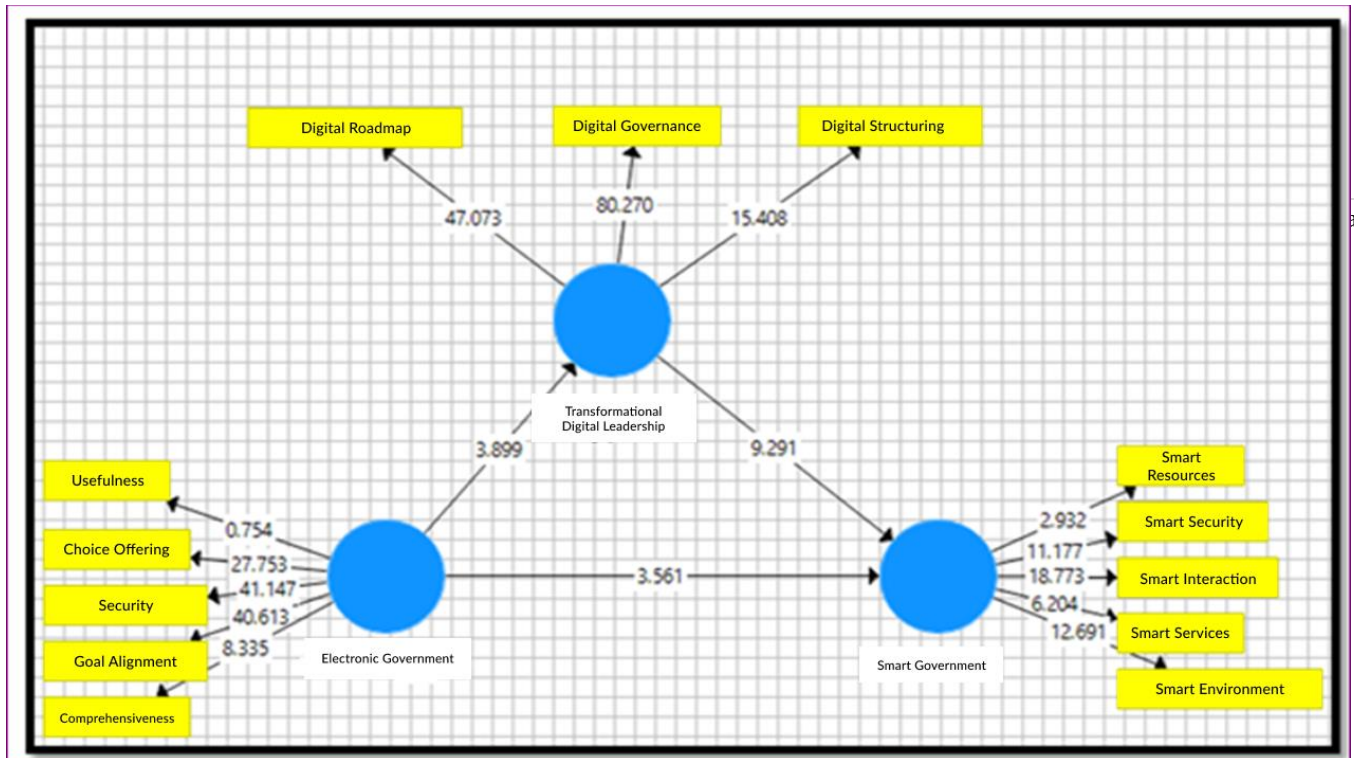 Digital Roadmap
Digital Governance
Digital Structuring
47.073
80.270
15.408
Transformational
Digital Leadership
3.899
9.291
Usefulness
Choice Offering
Security
Goal Alignment
Comprehensiveness
0.754
27.753
41.147
40.613
8.335
Electronic Government
3.561
Smart Government
2.932
11.177
18.773
6.204
12.691
Smart
Resources
Smart Security
Smart Interaction
Smart Services
Smart Environment